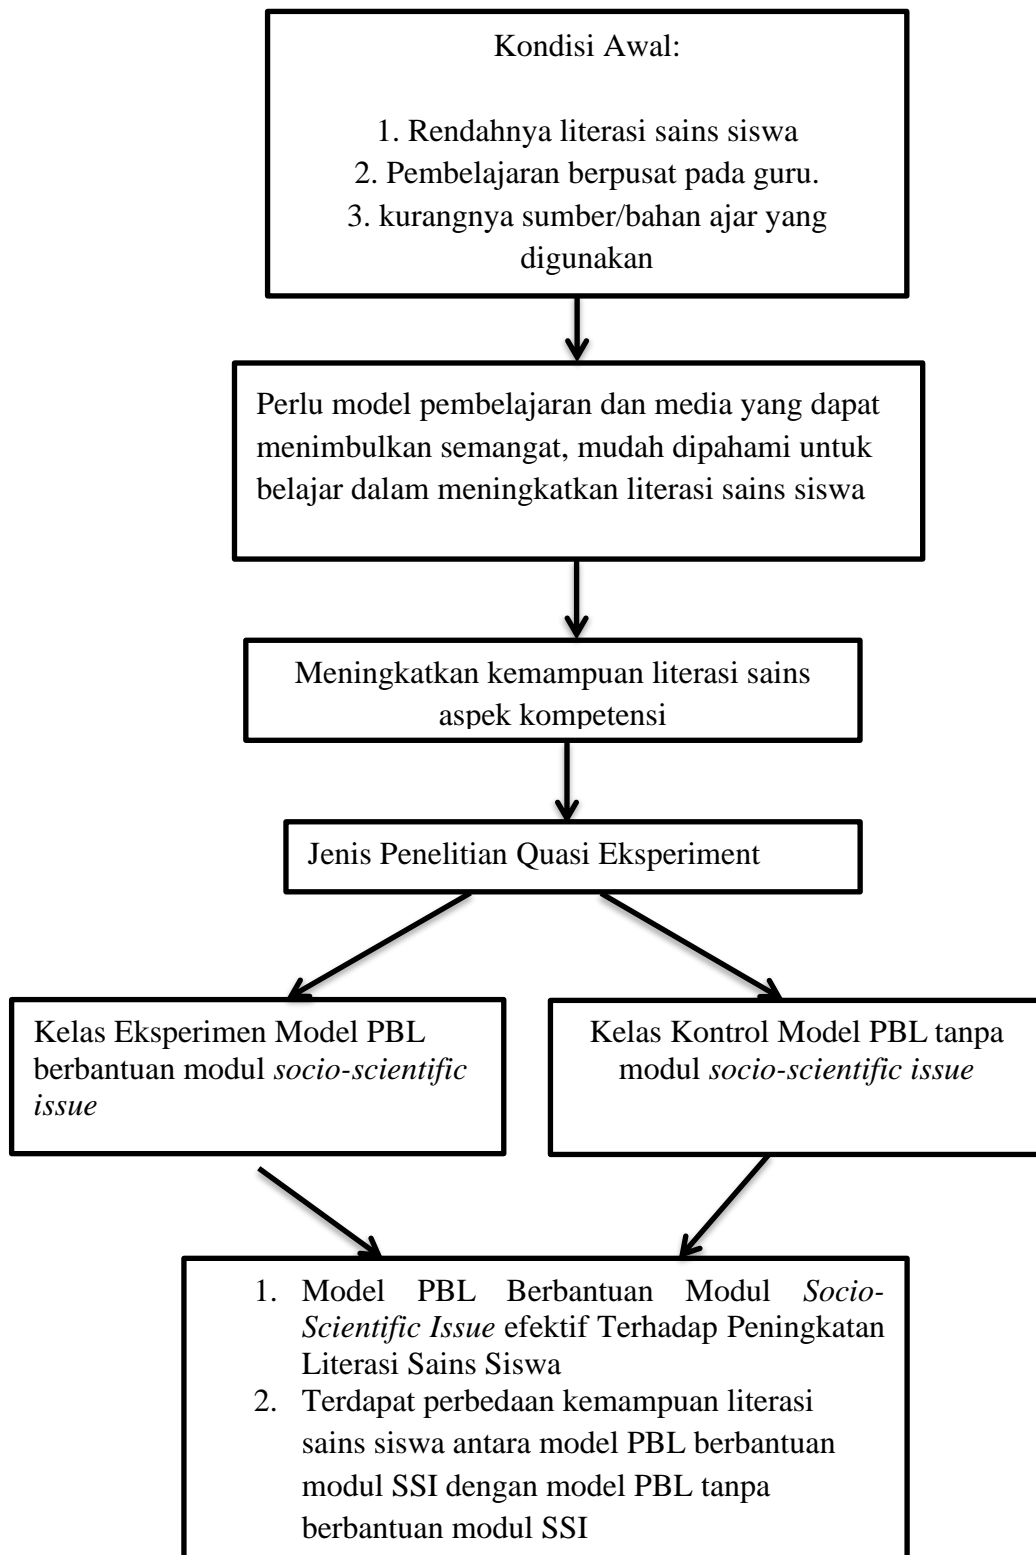 Kondisi Awal:
1. Rendahnya literasi sains siswa
2. Pembelajaran berpusat pada guru.
3. kurangnya sumber/bahan ajar yang
digunakan
Perlu model pembelajaran dan media yang dapat
menimbulkan semangat, mudah dipahami untuk
belajar dalam meningkatkan literasi sains siswa
Meningkatkan kemampuan literasi sains
aspek kompetensi
Jenis Penelitian Quasi Eksperiment
Kelas Eksperimen Model PBL
berbantuan modul socio-scientific
issue
Kelas Kontrol Model PBL tanpa
modul socio-scientific issue
1. Model PBL Berbantuan Modul Socio-
Scientific Issue efektif Terhadap Peningkatan
Literasi Sains Siswa
2. Terdapat perbedaan kemampuan literasi
sains siswa antara model PBL berbantuan
modul SSI dengan model PBL tanpa
berbantuan modul SSI